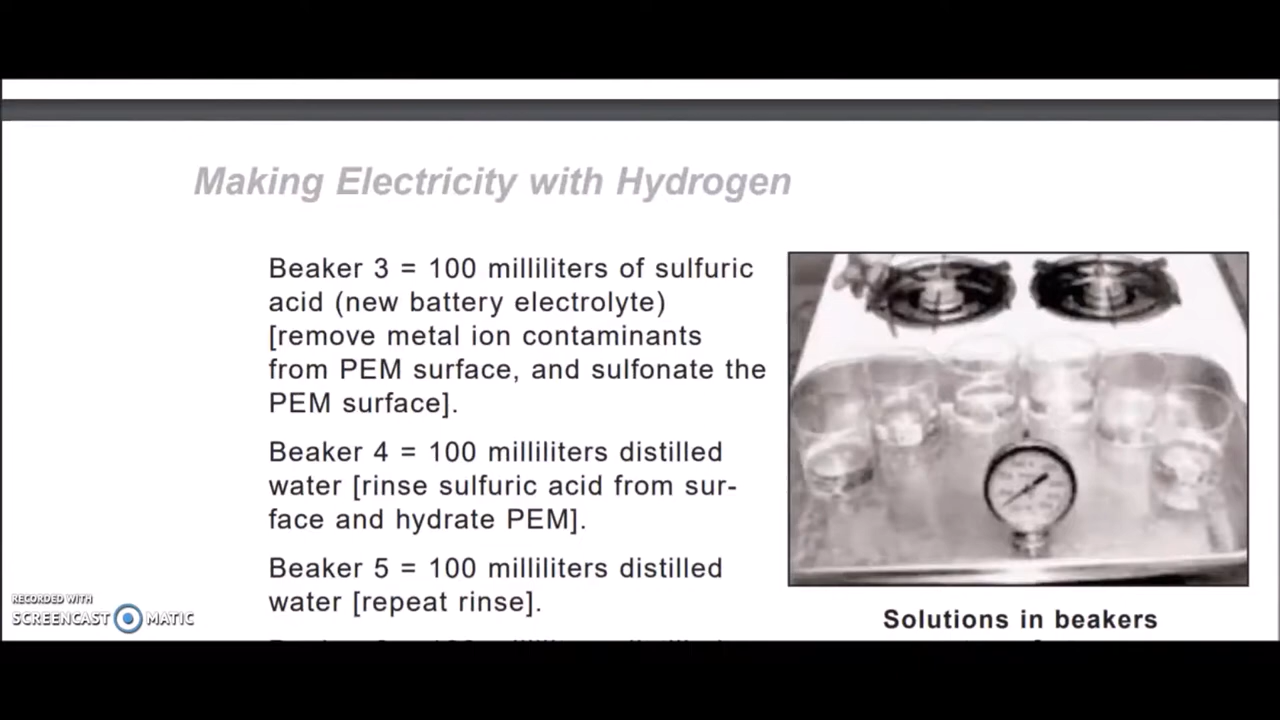 Making Electricity with Hydrogen
Beaker 3 = 100 milliliters of sulfuric
acid (new battery electrolyte)
[remove metal ion contaminants
from PEM surface, and sulfonate the
PEM surface].
Beaker 4 = 100 milliliters distilled
water [rinse sulfuric acid from sur-
face and hydrate PEM].
Beaker 5 = 100 milliliters distilled
water [repeat rinse].
Solutions in beakers
RECORDED WITH
SCREENCAST MATIC